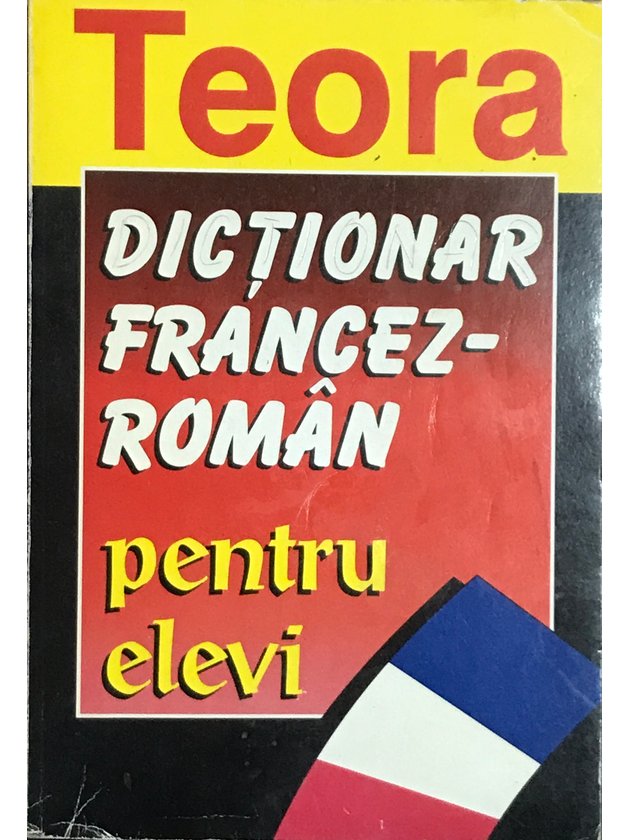 Teora
DICȚIONAR
FRANCEZ-
ROMÂN
pentru
elevi